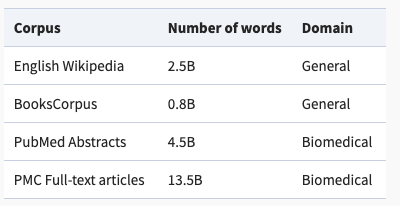 Corpus Number of words Domain
English Wikipedia 2.5B General
BooksCorpus 0.8B General
PubMed Abstracts 4.5B Biomedical
PMC Full-text articles 13.5B Biomedical